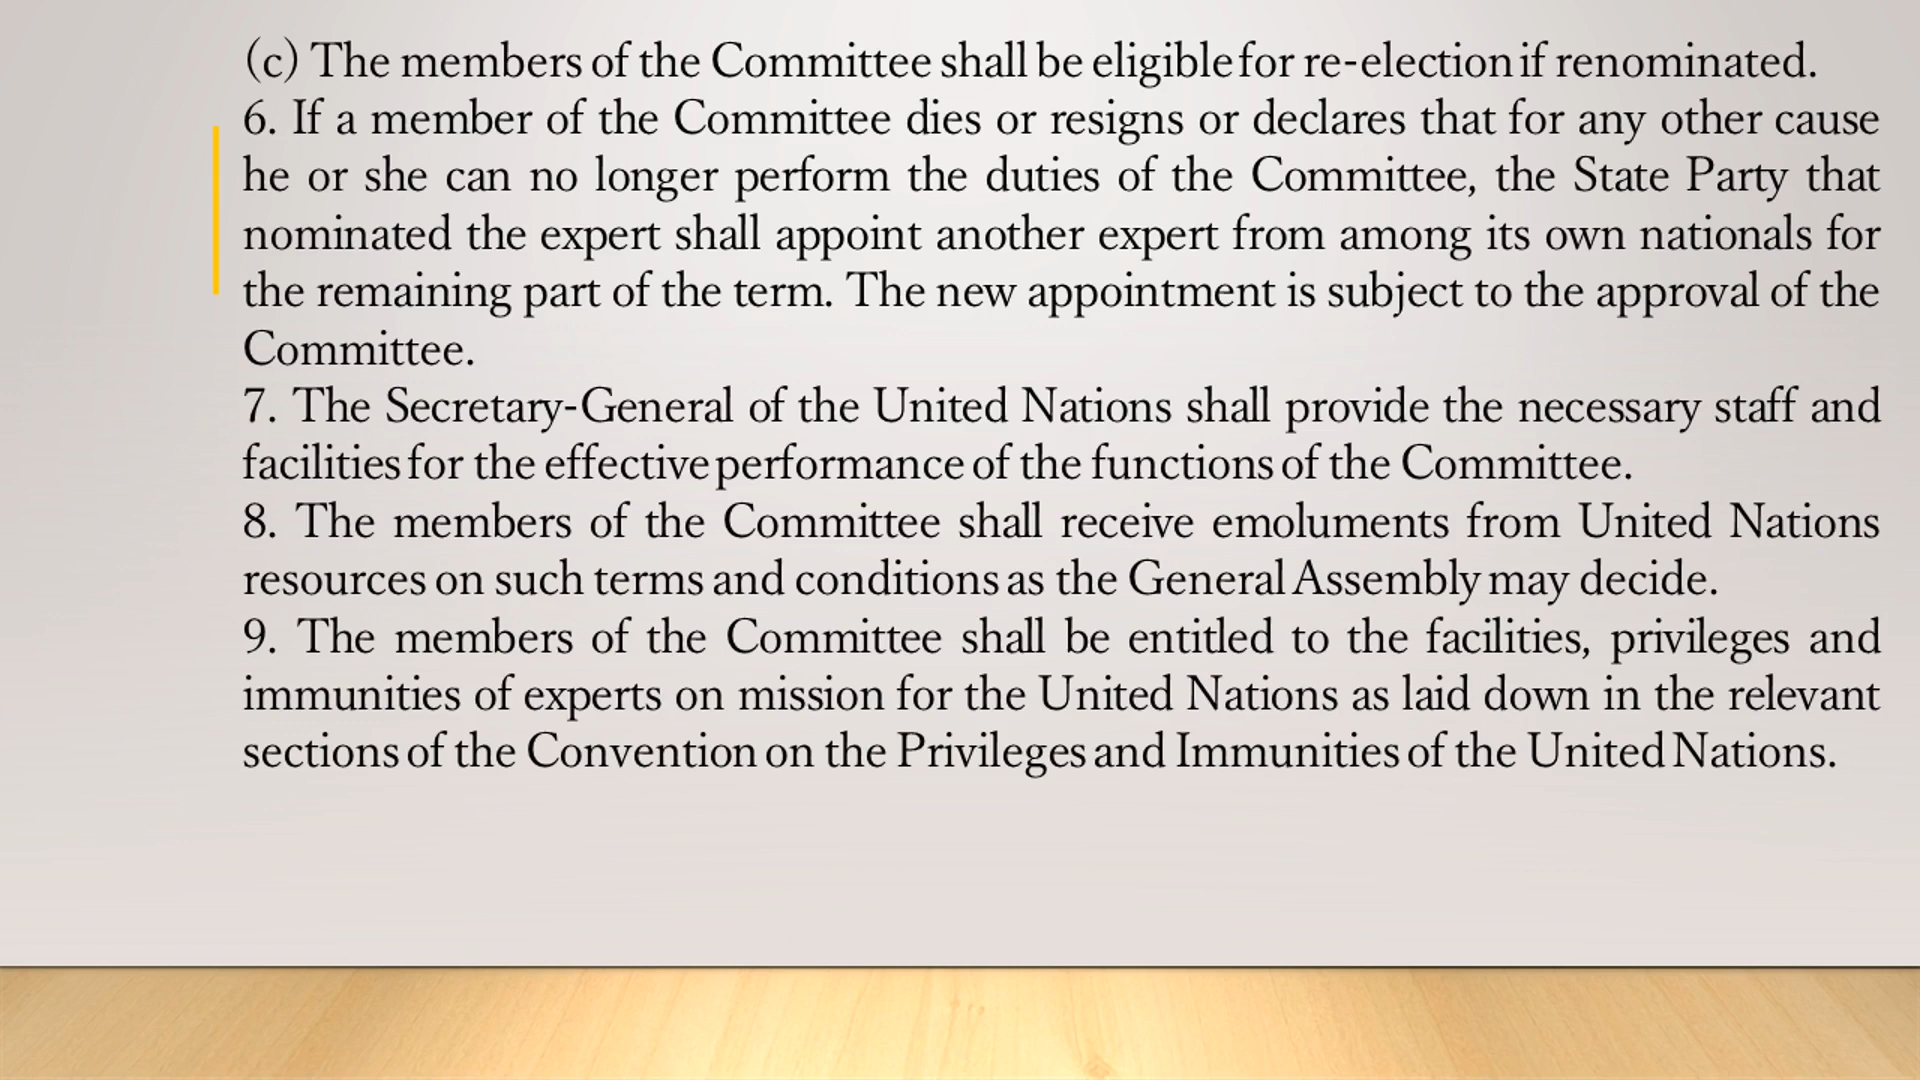 (c) The members of the Committee shall be eligible for re-election if renominated.
6. If a member of the Committee dies or resigns or declares that for any other cause
he or she can no longer perform the duties of the Committee, the State Party that
nominated the expert shall appoint another expert from among its own nationals for
the remaining part of the term. The new appointment is subject to the approval of the
Committee.
7. The Secretary-General of the United Nations shall provide the necessary staff and
facilities for the effective performance of the functions of the Committee.
8. The members of the Committee shall receive emoluments from United Nations
resources on such terms and conditions as the General Assembly may decide.
9. The members of the Committee shall be entitled to the facilities, privileges and
immunities of experts on mission for the United Nations as laid down in the relevant
sections of the Convention on the Privileges and Immunities of the United Nations.